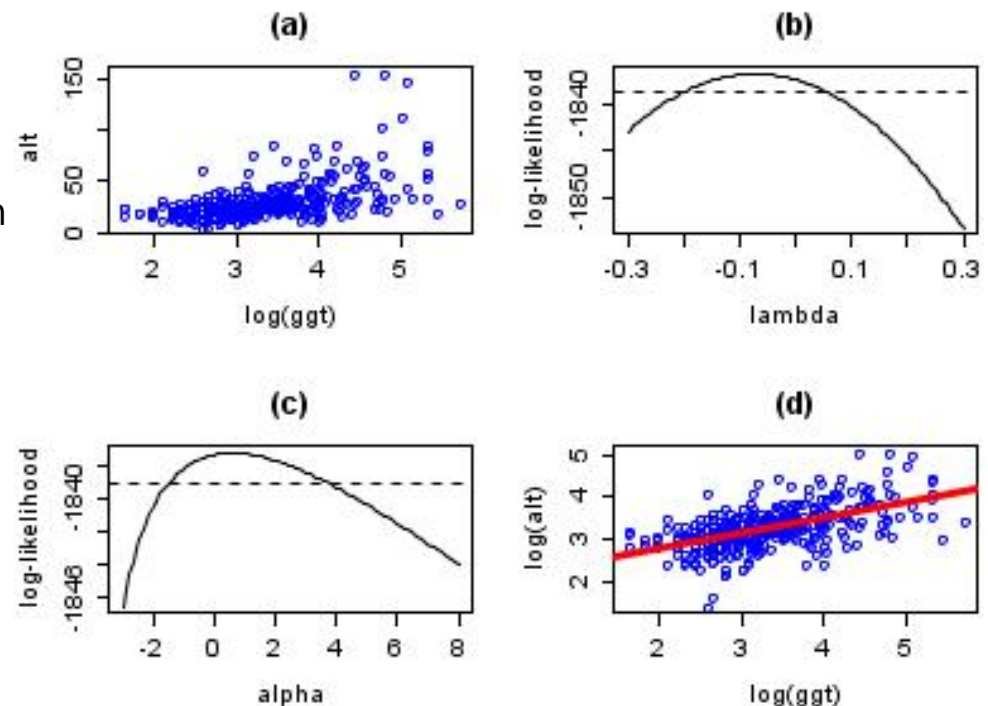 (a)
alt
0 50 150
2 3 4 5
log(ggt)
(b)
log-likelihood
-1850 -1840
-0.3 -0.1 0.1 0.3
lambda
(c)
log-likelihood
-1846 -1840
-2 0 2 4 6 8
alpha
(d)
log(alt)
2 3 4 5
2 3 4 5
log(ggt)